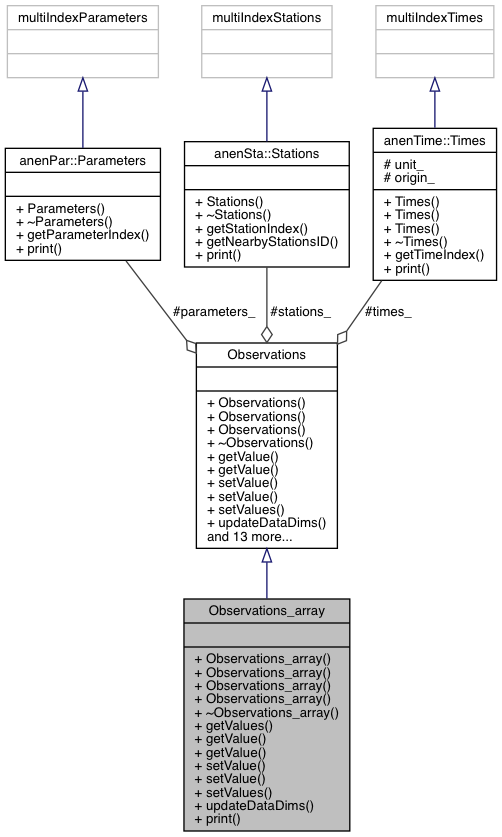 multiIndexParameters
multiIndexStations
multiIndexTimes
anenPar::Parameters
+ Parameters()
+ ~Parameters()
+ getParameterIndex()
+ print()
anenSta::Stations
+ Stations()
+ ~Stations()
+ getStationIndex()
+ getNearbyStationsID()
+ print()
anenTime::Times
# unit_
# origin_
+ Times()
+ Times()
+ Times()
+ ~Times()
+ getTimeIndex()
+ print()
#parameters_
#stations_
#times_
Observations
+ Observations()
+ Observations()
+ Observations()
+ ~Observations()
+ getValue()
+ getValue()
+ setValue()
+ setValue()
+ setValues()
+ updateDataDims()
and 13 more...
Observations_array
+ Observations_array()
+ Observations_array()
+ Observations_array()
+ Observations_array()
+ ~Observations_array()
+ getValues()
+ getValue()
+ getValue()
+ setValue()
+ setValue()
+ setValues()
+ updateDataDims()
+ print()